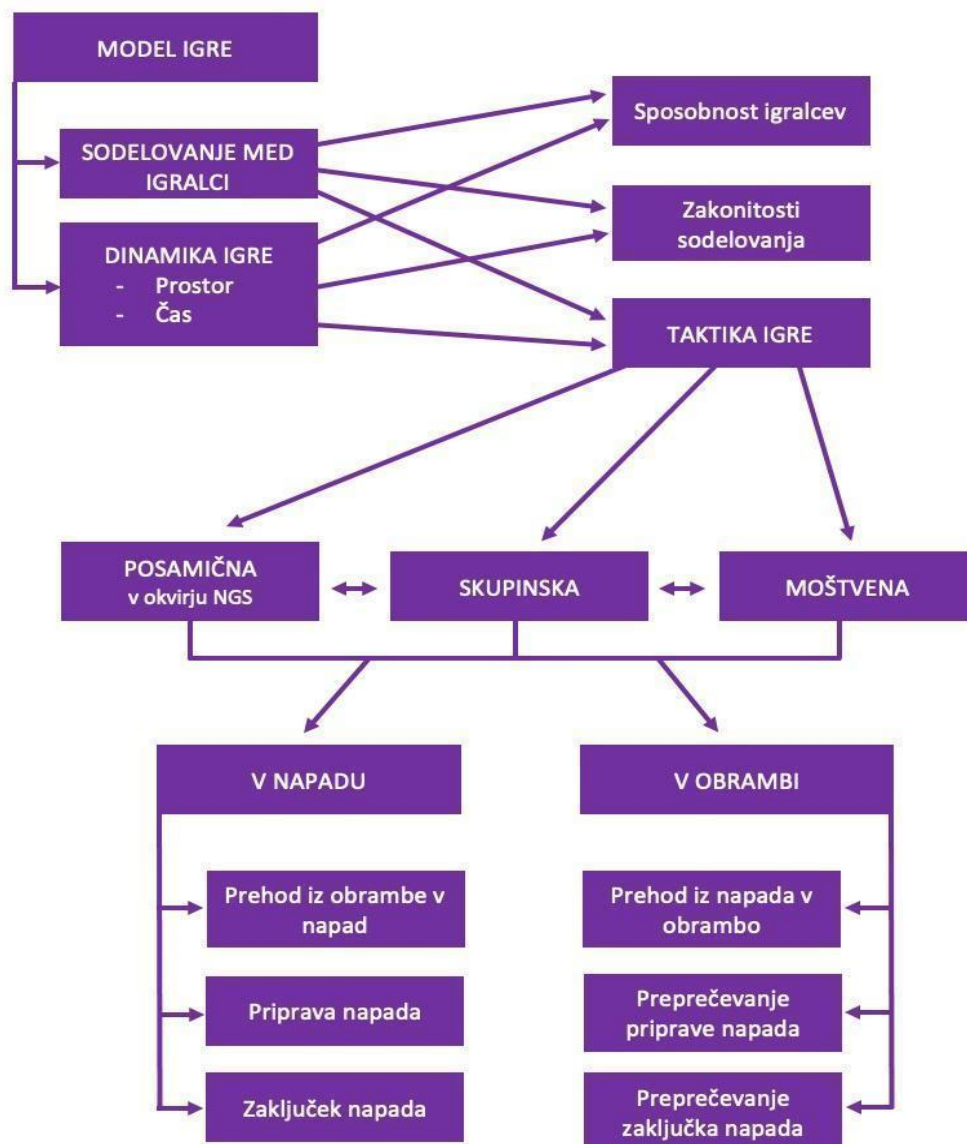 MODEL IGRE
SODELOVANJE MED
IGRALCI
DINAMIKA IGRE
- Prostor
- Čas
Sposobnost igralcev
Zakonitosti
sodelovanja
TAKTIKA IGRE
POSAMIČNA
v okvirju NGS
SKUPINSKA
MOŠTVENA
V NAPADU
V OBRAMBI
Prehod iz obrambe v
napad
Priprava napada
Zaključek napada
Prehod iz napada v
obrambo
Preprečevanje
priprave napada
Preprečevanje
zaključka napada